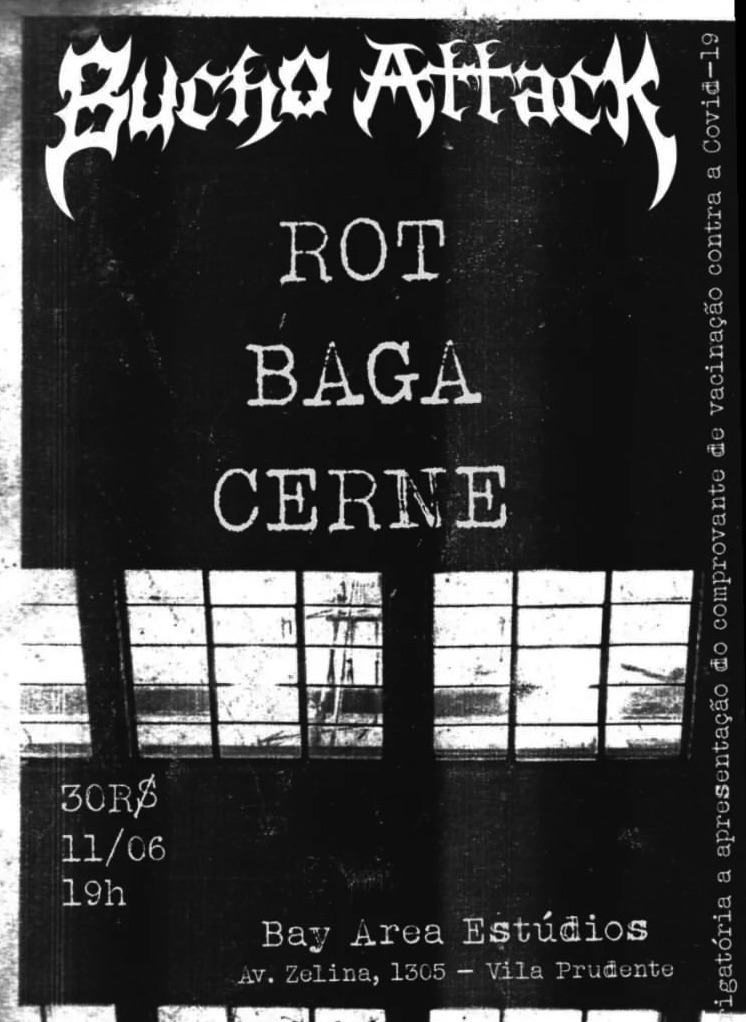 Bucho Attack
ROT
BAGA
CERNE
30R$
11/06
19h
Bay Area Estúdios
Av. Zelina, 1305 - Vila Prudente
rigatória a apresentação do comprovante de vacinação contra a Covid-19